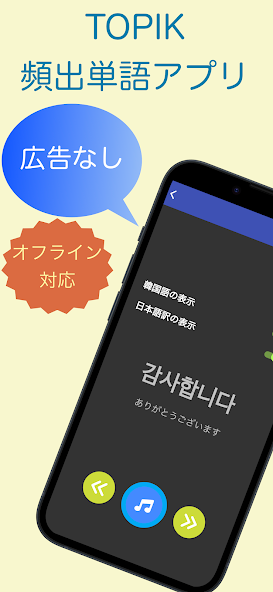 TOPIK
頻出単語アプリ
広告なし
オフライン
対応
韓国語の表示
日本語訳の表示
감사합니다
ありがとうございます